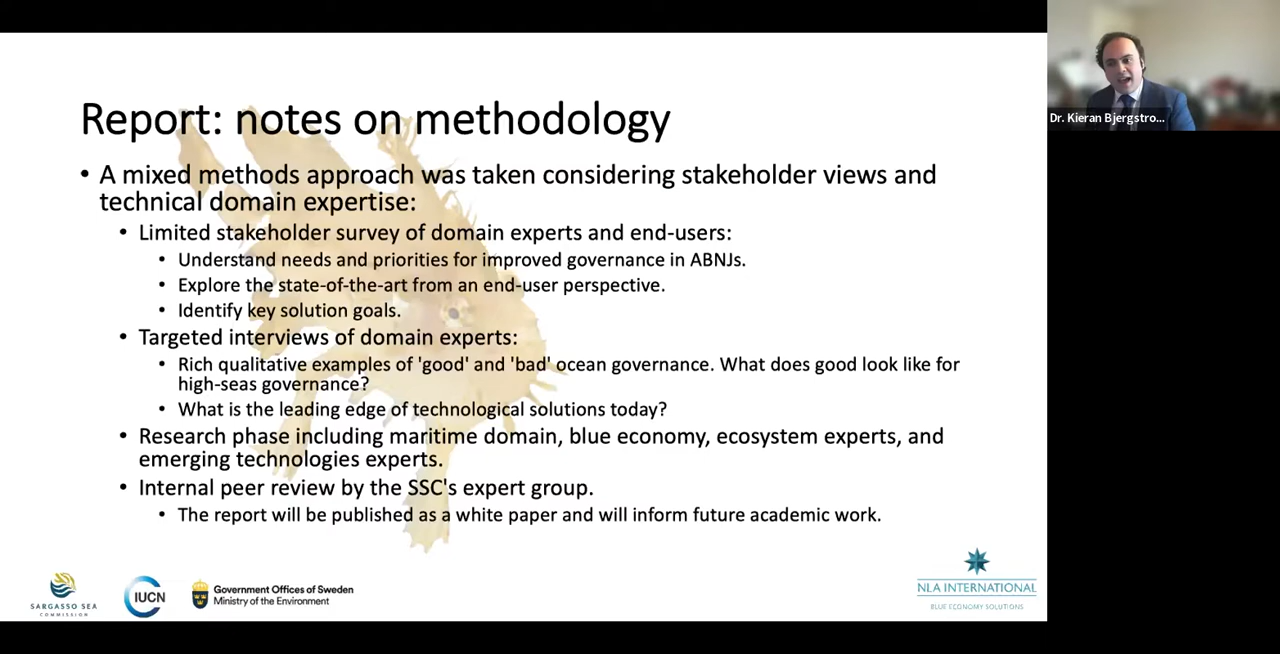 Report: notes on methodology
• A mixed methods approach was taken considering stakeholder views and
technical domain expertise:
• Limited stakeholder survey of domain experts and end-users:
• Understand needs and priorities for improved governance in ABNJs.
• Explore the state-of-the-art from an end-user perspective.
• Identify key solution goals.
• Targeted interviews of domain experts:
• Rich qualitative examples of 'good' and 'bad' ocean governance. What does good look like for
high-seas governance?
• What is the leading edge of technological solutions today?
• Research phase including maritime domain, blue economy, ecosystem experts, and
emerging technologies experts.
• Internal peer review by the SSC's expert group.
• The report will be published as a white paper and will inform future academic work.
Dr. Kieran Bjergstro...
SARGASSO SEA
COMMISSION
IUCN
Government Offices of Sweden
Ministry of the Environment
NLA INTERNATIONAL
BLUE ECONOMY SOLUTIONS